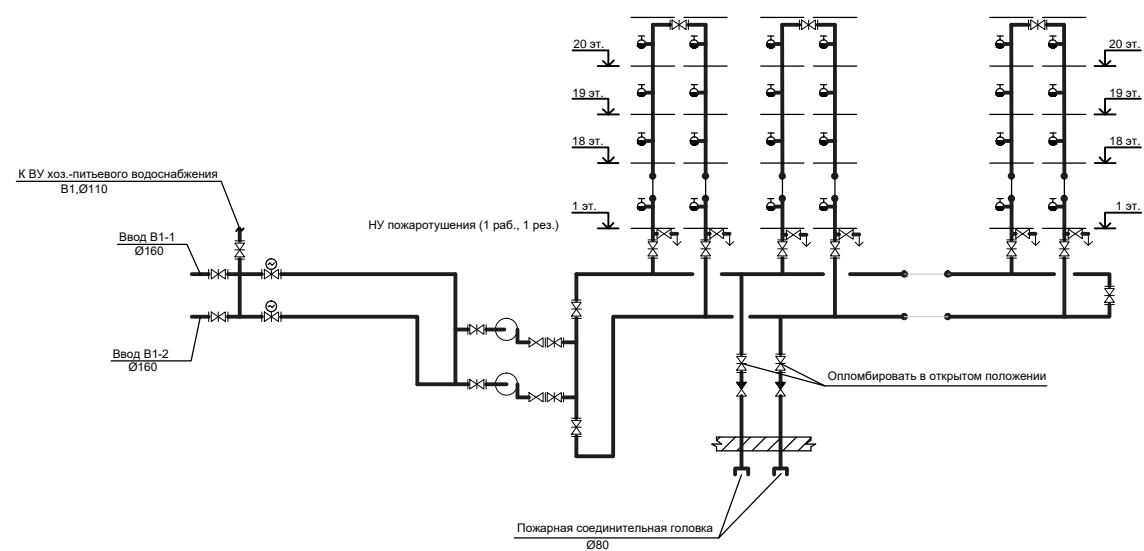 20 эт.
20 эт.
19 эт.
19 эт.
18 эт.
18 эт.
К ВУ хоз.-питьевого водоснабжения
В1,Ø110
1 эт.
1 эт.
НУ пожаротушения (1 раб., 1 рез.)
Ввод В1-1
Ø160
Ввод В1-2
Ø160
Опломбировать в открытом положении
Пожарная соединительная головка
Ø80